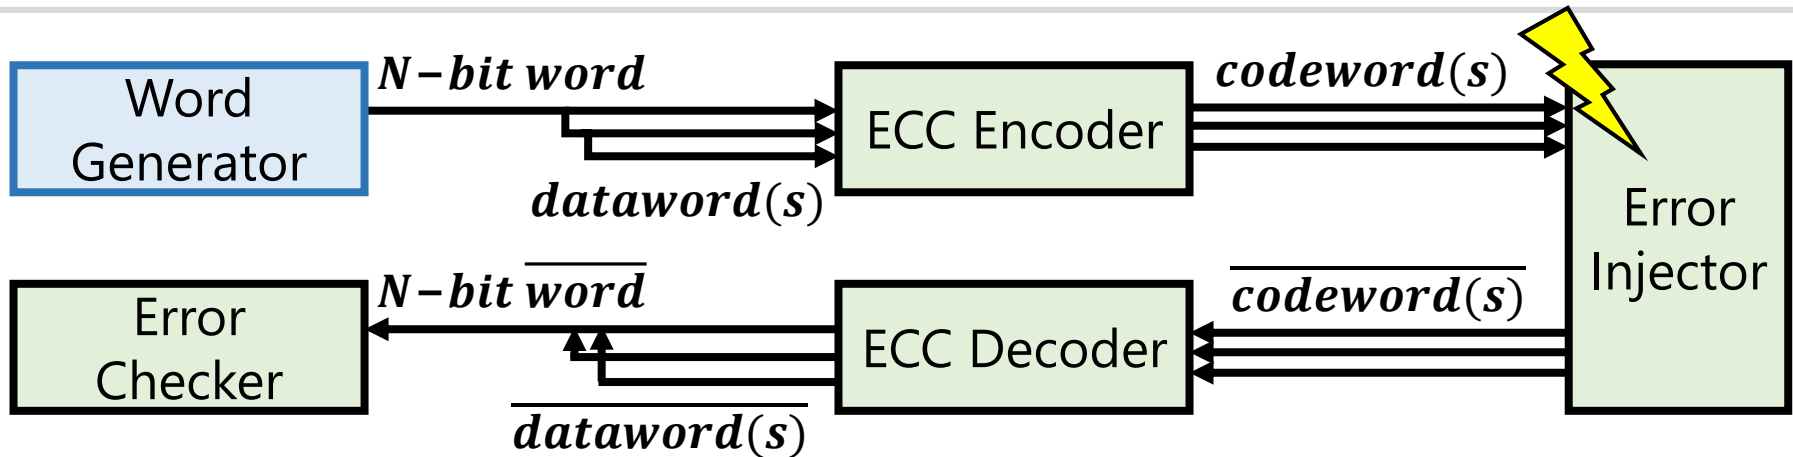 Word
Generator
N-bit word
dataword(s)
ECC Encoder
codeword(s)
Error
Injector
codeword(s)
ECC Decoder
N-bit word
dataword(s)
Error
Checker